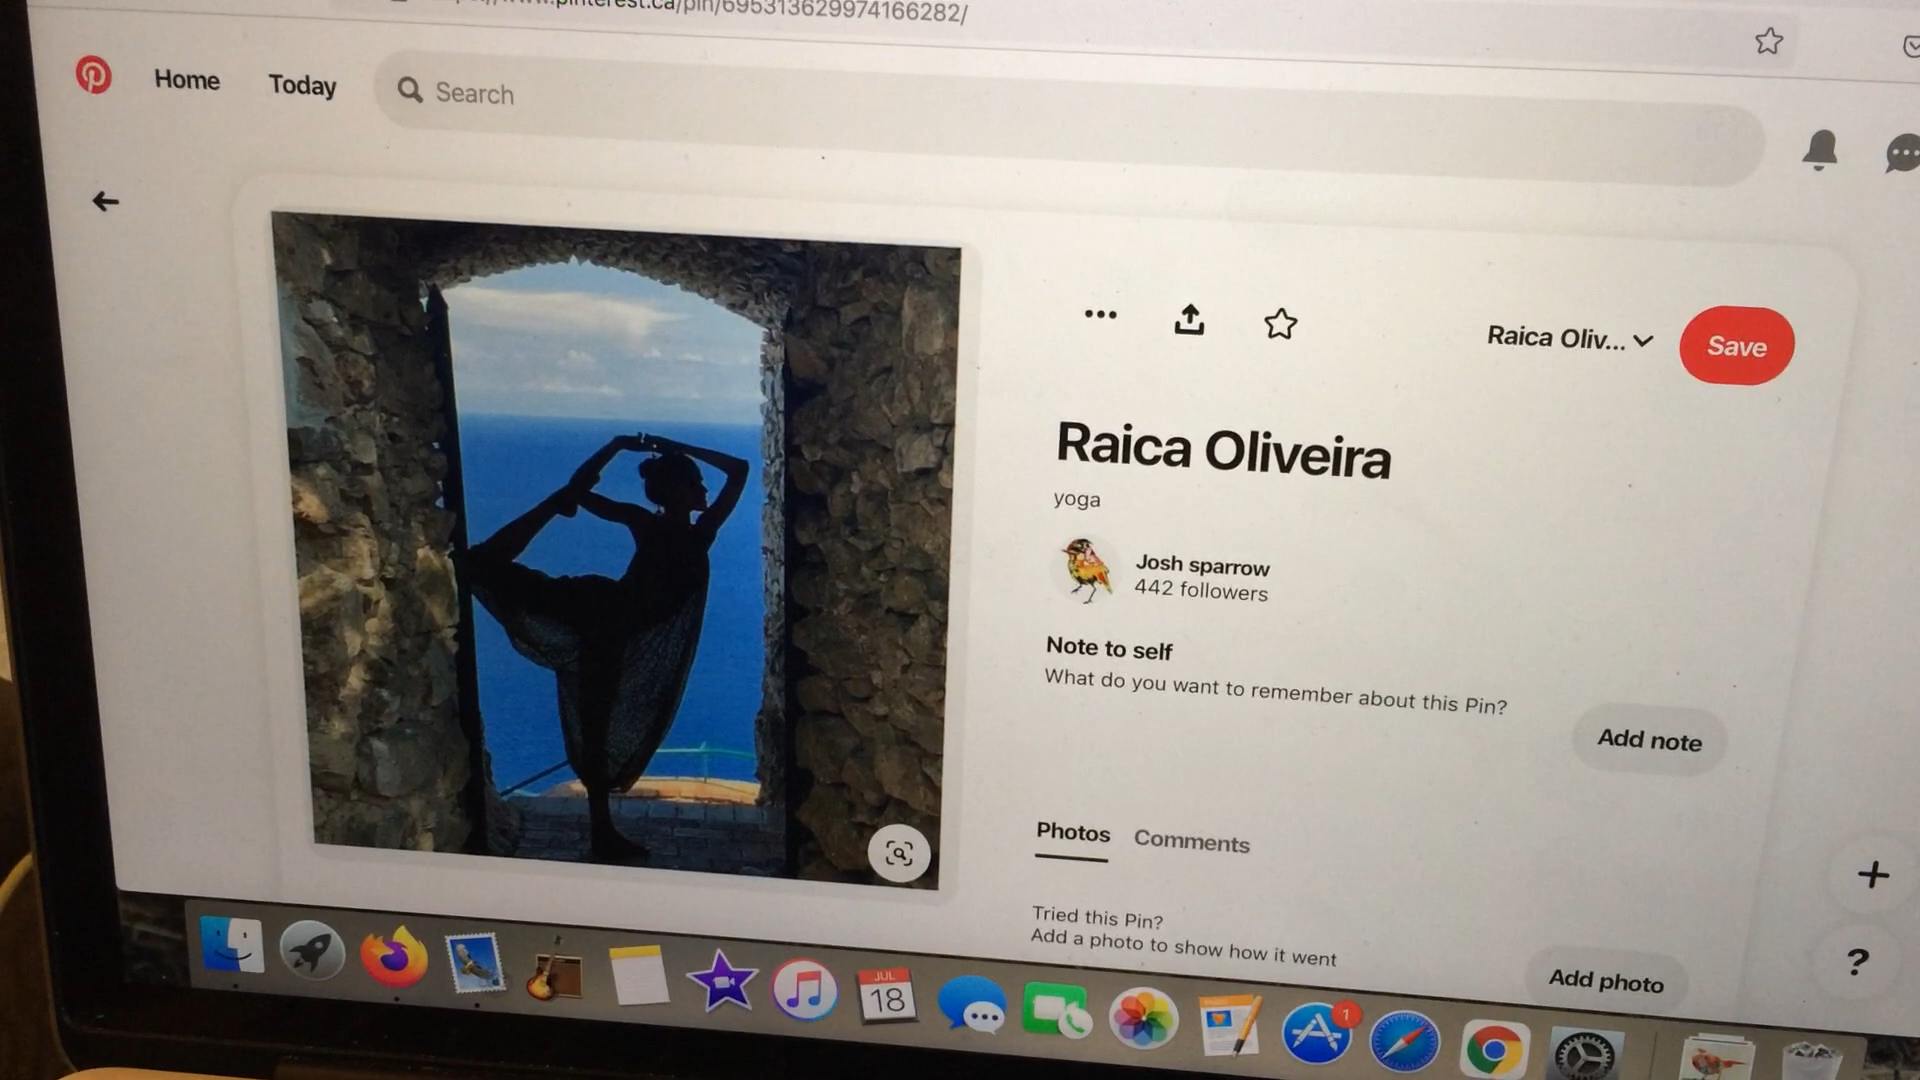 pinterest.ca/pin/695313629974166282/
Home
Today
Search
Raica Oliv...
Save
Raica Oliveira
yoga
Josh sparrow
442 followers
Note to self
What do you want to remember about this Pin?
Add note
Photos
Comments
Tried this Pin?
Add a photo to show how it went
Add photo
+
?
JUL
18
1